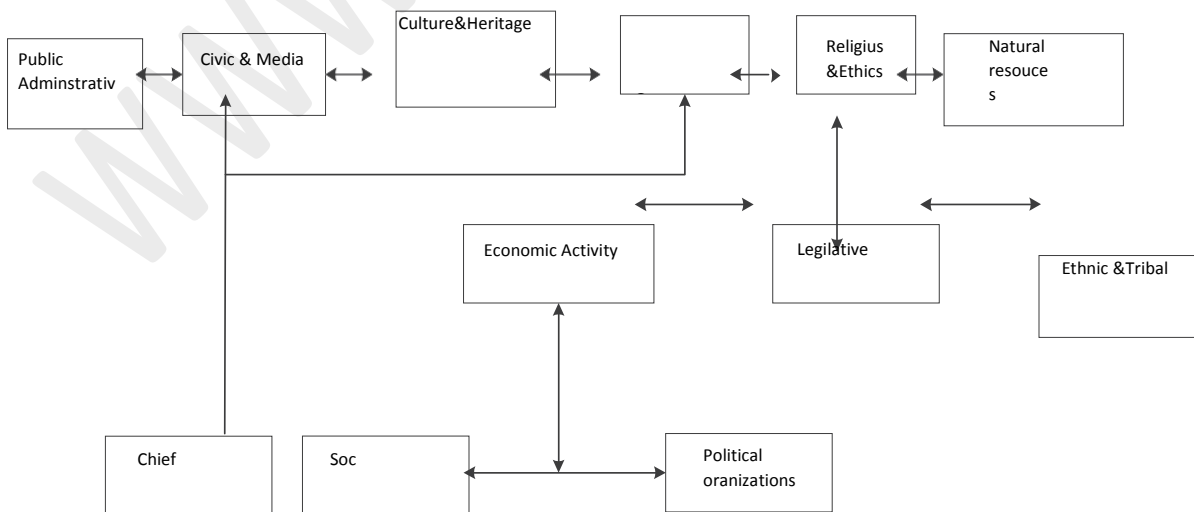 Public
Adminstrativ
Civic & Media
Culture&Heritage
Religius
&Ethics
Natural
resouce
s
Economic Activity
Legilative
Ethnic &Tribal
Chief
Soc
Political
oranizations
WWW